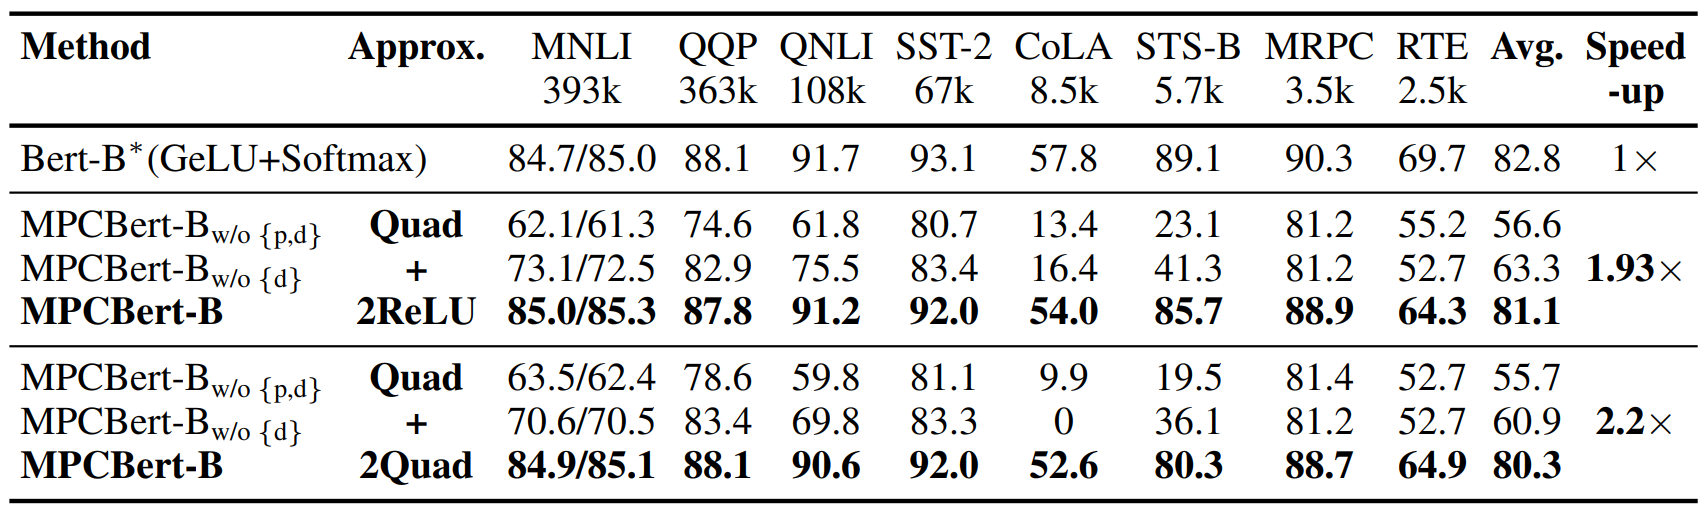 Method Approx. MNLI QQP QNLI SST-2 CoLA STS-B MRPC RTE Avg. Speed
393k 363k 108k 67k 8.5k 5.7k 3.5k 2.5k -up
Bert-B*(GeLU+Softmax) 84.7/85.0 88.1 91.7 93.1 57.8 89.1 90.3 69.7 82.8 1×
MPCBert-B w/o {p,d} Quad 62.1/61.3 74.6 61.8 80.7 13.4 23.1 81.2 55.2 56.6
MPCBert-B w/o {d} + 73.1/72.5 82.9 75.5 83.4 16.4 41.3 81.2 52.7 63.3 1.93×
MPCBert-B 2ReLU 85.0/85.3 87.8 91.2 92.0 54.0 85.7 88.9 64.3 81.1
MPCBert-B w/o {p,d} Quad 63.5/62.4 78.6 59.8 81.1 9.9 19.5 81.4 52.7 55.7
MPCBert-B w/o {d} + 70.6/70.5 83.4 69.8 83.3 0 36.1 81.2 52.7 60.9 2.2×
MPCBert-B 2Quad 84.9/85.1 88.1 90.6 92.0 52.6 80.3 88.7 64.9 80.3